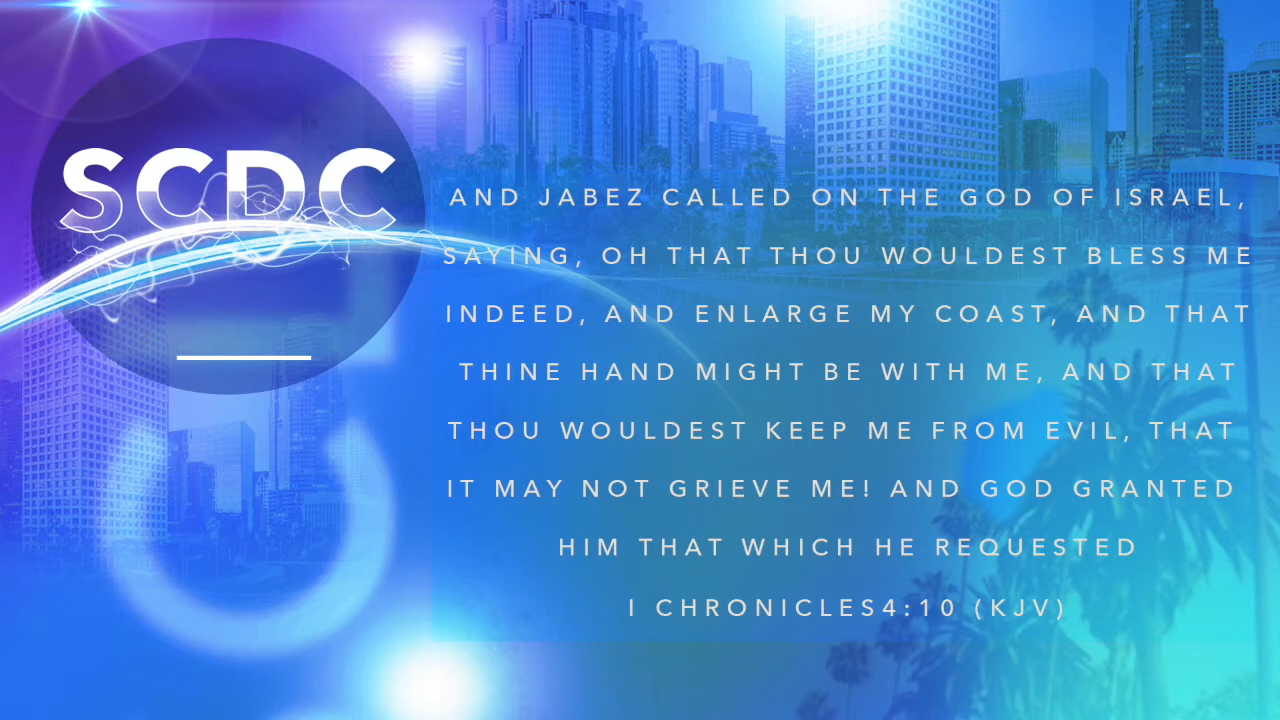 SCDC
AND JABEZ CALLED ON THE GOD OF ISRAEL,
SAYING, OH THAT THOU WOULDEST BLESS ME
INDEED, AND ENLARGE MY COAST, AND THAT
THINE HAND MIGHT BE WITH ME, AND THAT
THOU WOULDEST KEEP ME FROM EVIL, THAT
IT MAY NOT GRIEVE ME! AND GOD GRANTED
HIM THAT WHICH HE REQUESTED
I CHRONICLES4:10 (KJV)